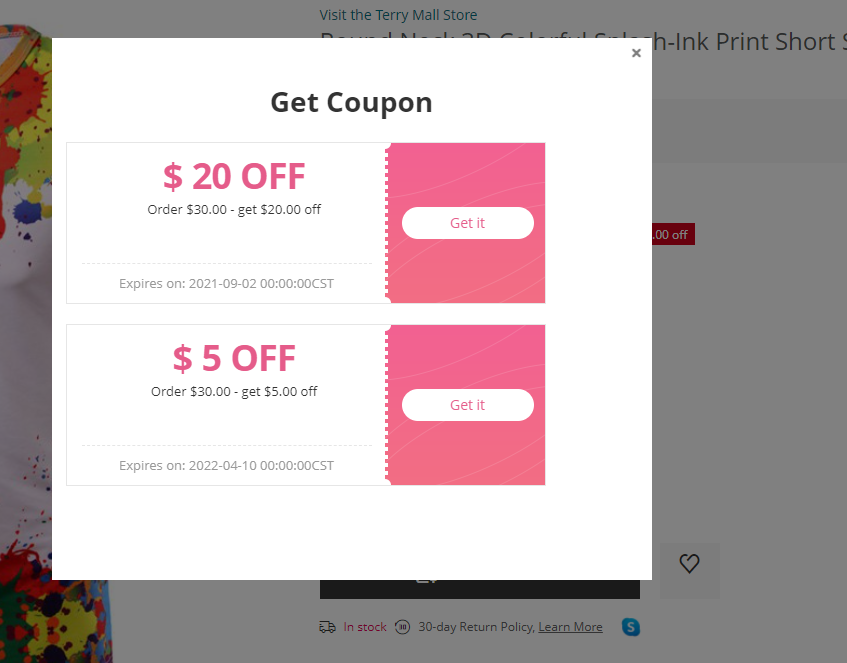 Visit the Terry Mall Store
Round Neck 3D Colorful Splash-Ink Print Short
×
Get Coupon
$ 20 OFF
Order $30.00 - get $20.00 off
Get it
Expires on: 2021-09-02 00:00:00CST
.00 off
$ 5 OFF
Order $30.00 - get $5.00 off
Get it
Expires on: 2022-04-10 00:00:00CST
In stock 30 30-day Return Policy, Learn More S